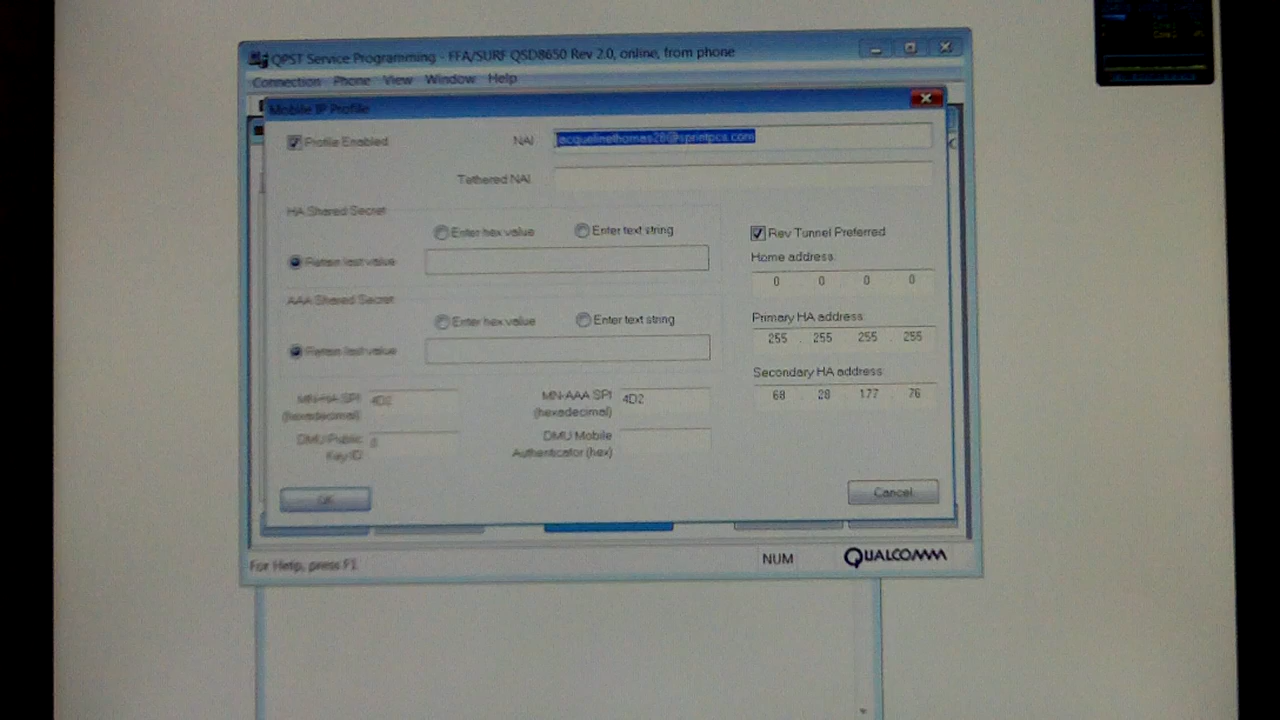 QPST Service Programming - FFA/SURF QSD8650 Rev 2.0, online, from phone
Connection Phone View Window Help
Mobile IP Profile
Profile Enabled
NAI
jacquelinethomas28@sprintpcs.com
Tethered NAI
HA Shared Secret
Enter hex value
Enter text string
Retain last value
AAA Shared Secret
Enter hex value
Enter text string
Retain last value
Rev Tunnel Preferred
Home address:
0 . 0 . 0 . 0
Primary HA address:
255 . 255 . 255 . 255
Secondary HA address:
68 . 28 . 177 . 76
MN-HA SPI
(hexadecimal)
4D2
MN-AAA SPI
(hexadecimal)
4D2
DMU Public
Key ID
0
DMU Mobile
Authenticator (hex)
OK
Cancel
For Help, press F1
NUM
QUALCOMM